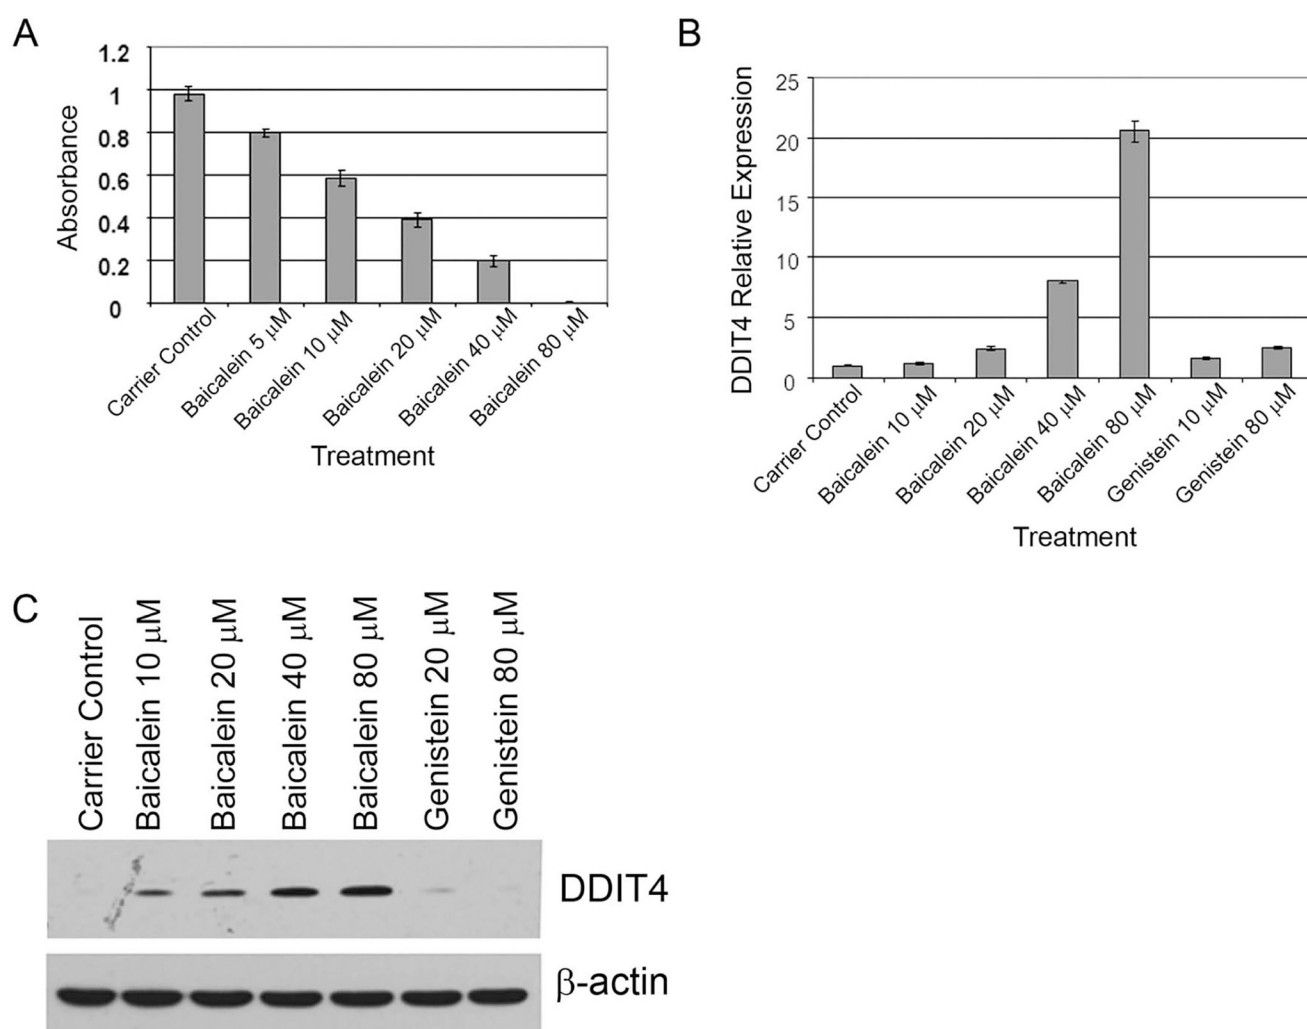 A
1.2
1
0.8
0.6
0.4
0.2
0
Absorbance
Carrier Control
Baicalein 5 μM
Baicalein 10 μM
Baicalein 20 μM
Baicalein 40 μM
Baicalein 80 μM
Treatment
B
25
20
15
10
5
0
DDIT4 Relative Expression
Carrier Control
Baicalein 10 μM
Baicalein 20 μM
Baicalein 40 μM
Baicalein 80 μM
Genistein 10 μM
Genistein 80 μM
Treatment
C
Carrier Control
Baicalein 10 μM
Baicalein 20 μM
Baicalein 40 μM
Baicalein 80 μM
Genistein 20 μM
Genistein 80 μM
DDIT4
β-actin